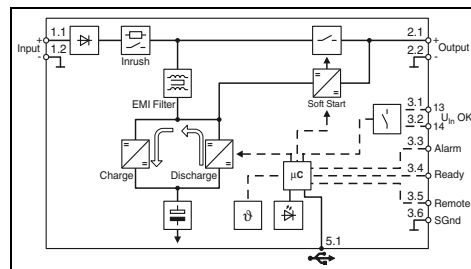 + 1.1
Input
- 1.2
Inrush
2.1 +
Output
2.2 -
EMI Filter
Soft Start
3.1 13
U In OK
3.2 14
3.3 Alarm
Charge
Discharge
µC
3.4 Ready
3.5 Remote
ϑ
3.6 SGnd
5.1